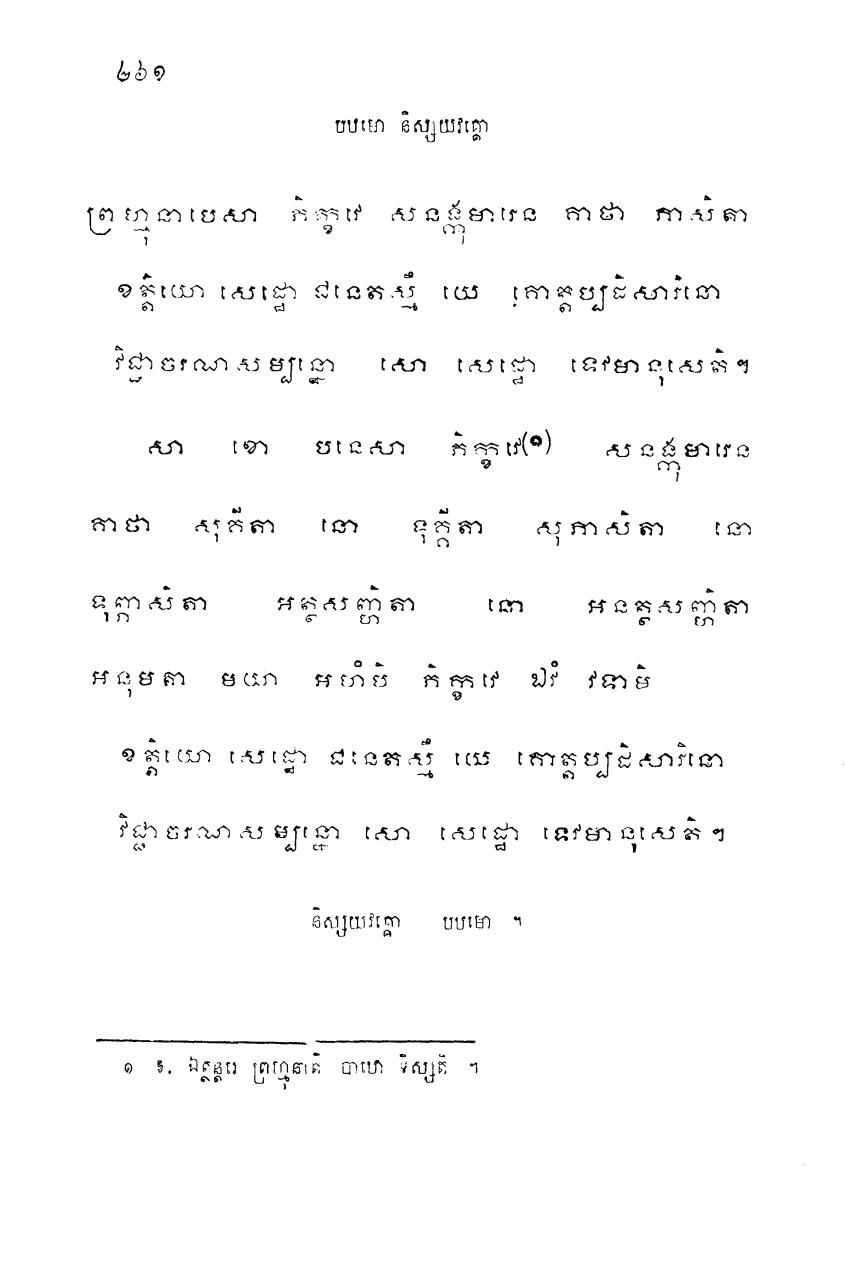 ៤៦១
បឋមោ និស្សយវគ្គោ
ព្រហ្មុនាបេសា ភិក្ខវេ សនង្កុមារេន គាថា ភាសិតា
ខត្តិយោ សេដ្ឋោ ជនេតស្មឹ យេ គោត្តប្បដិសារិនោ
វិជ្ជាចរណសម្បន្នោ សោ សេដ្ឋោ ទេវមានុសេតិ។
សា ខោ បនេសា ភិក្ខវេ(១) សនង្កុមារេន
គាថា សុគីតា នោ ទុគ្គីតា សុភាសិតា នោ
ទុព្ភាសិតា អត្ថសញ្ហិតា នោ អនត្ថសញ្ហិតា
អនុមតា មយា អហំបិ ភិក្ខវេ ឯវំ វទាមិ
ខត្តិយោ សេដ្ឋោ ជនេតស្មឹ យេ គោត្តប្បដិសារិនោ
វិជ្ជាចរណសម្បន្នោ សោ សេដ្ឋោ ទេវមានុសេតិ។
និស្សយវគ្គោ បឋមោ ។
១ ឱ. ឯត្ថន្តរេ ព្រហ្មុនាតិ បាឋោ ទិស្សតិ ។